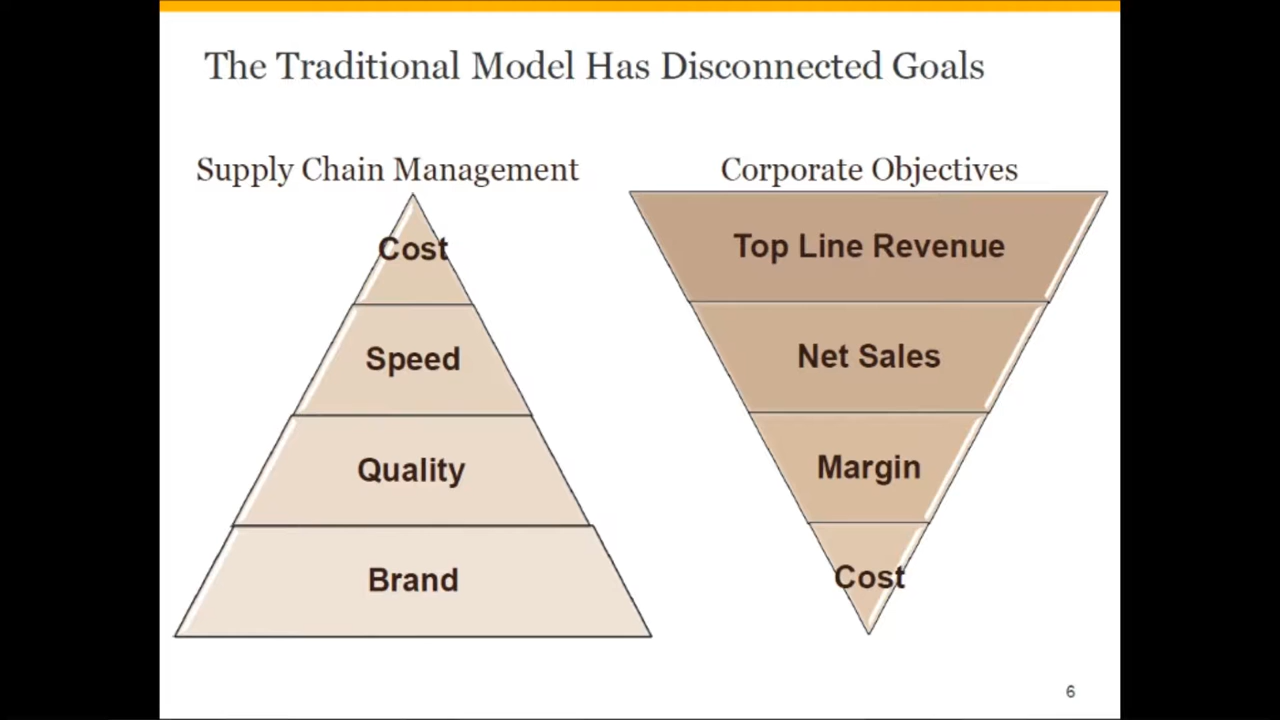 The Traditional Model Has Disconnected Goals
Supply Chain Management
Cost
Speed
Quality
Brand
Corporate Objectives
Top Line Revenue
Net Sales
Margin
Cost
6